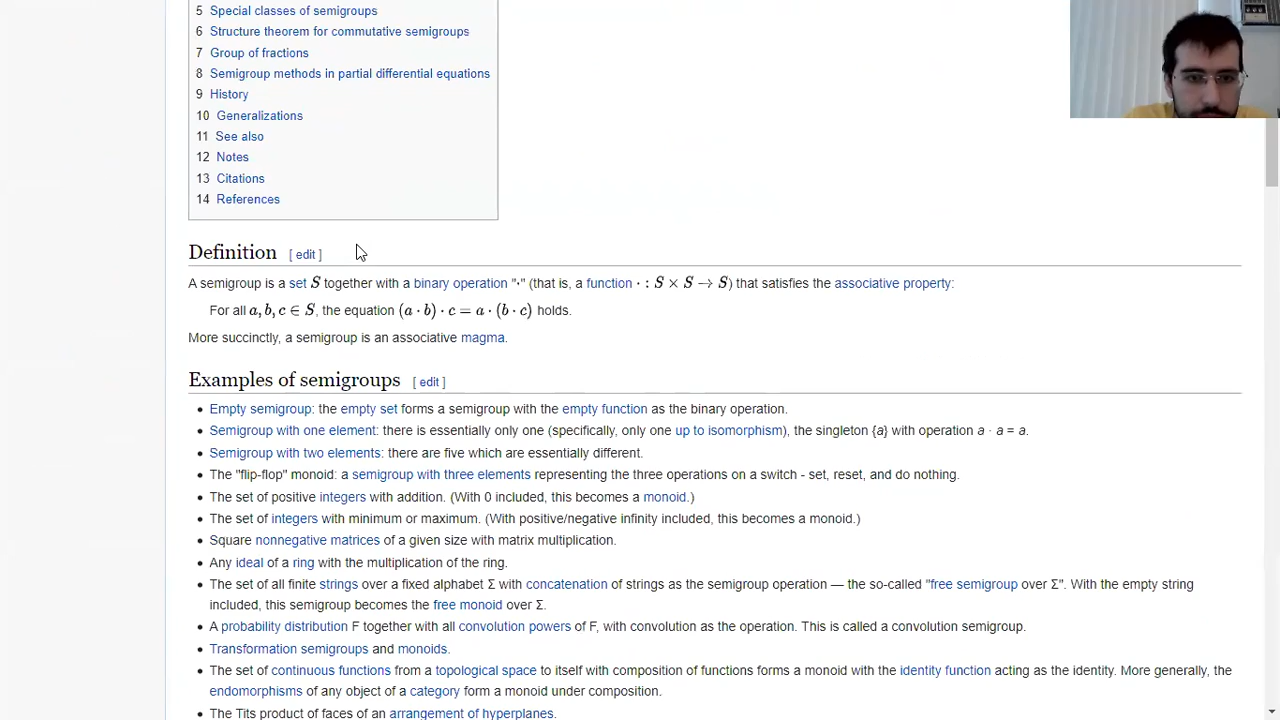 5 Special classes of semigroups
6 Structure theorem for commutative semigroups
7 Group of fractions
8 Semigroup methods in partial differential equations
9 History
10 Generalizations
11 See also
12 Notes
13 Citations
14 References
Definition [ edit ]
A semigroup is a set S together with a binary operation "·" (that is, a function · : S × S → S) that satisfies the associative property:
For all a, b, c ∈ S, the equation (a · b) · c = a · (b · c) holds.
More succinctly, a semigroup is an associative magma.
Examples of semigroups [ edit ]
• Empty semigroup: the empty set forms a semigroup with the empty function as the binary operation.
• Semigroup with one element: there is essentially only one (specifically, only one up to isomorphism), the singleton {a} with operation a · a = a.
• Semigroup with two elements: there are five which are essentially different.
• The "flip-flop" monoid: a semigroup with three elements representing the three operations on a switch - set, reset, and do nothing.
• The set of positive integers with addition. (With 0 included, this becomes a monoid.)
• The set of integers with minimum or maximum. (With positive/negative infinity included, this becomes a monoid.)
• Square nonnegative matrices of a given size with matrix multiplication.
• Any ideal of a ring with the multiplication of the ring.
• The set of all finite strings over a fixed alphabet Σ with concatenation of strings as the semigroup operation — the so-called "free semigroup over Σ". With the empty string
included, this semigroup becomes the free monoid over Σ.
• A probability distribution F together with all convolution powers of F, with convolution as the operation. This is called a convolution semigroup.
• Transformation semigroups and monoids.
• The set of continuous functions from a topological space to itself with composition of functions forms a monoid with the identity function acting as the identity. More generally, the
endomorphisms of any object of a category form a monoid under composition.
• The Tits product of faces of an arrangement of hyperplanes.